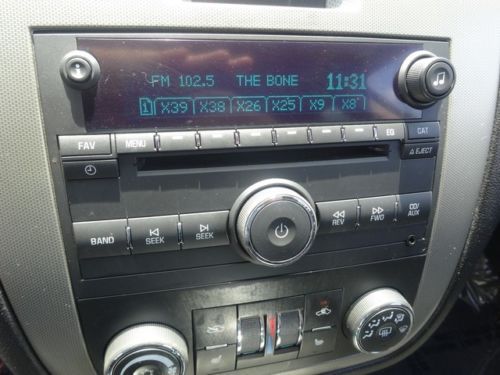 FM 102.5 THE BONE 11:31
1 X39 X38 X26 X25 X9 X8
FAV MENU EQ CAT
EJECT
BAND SEEK SEEK REV FWD CD/AUX